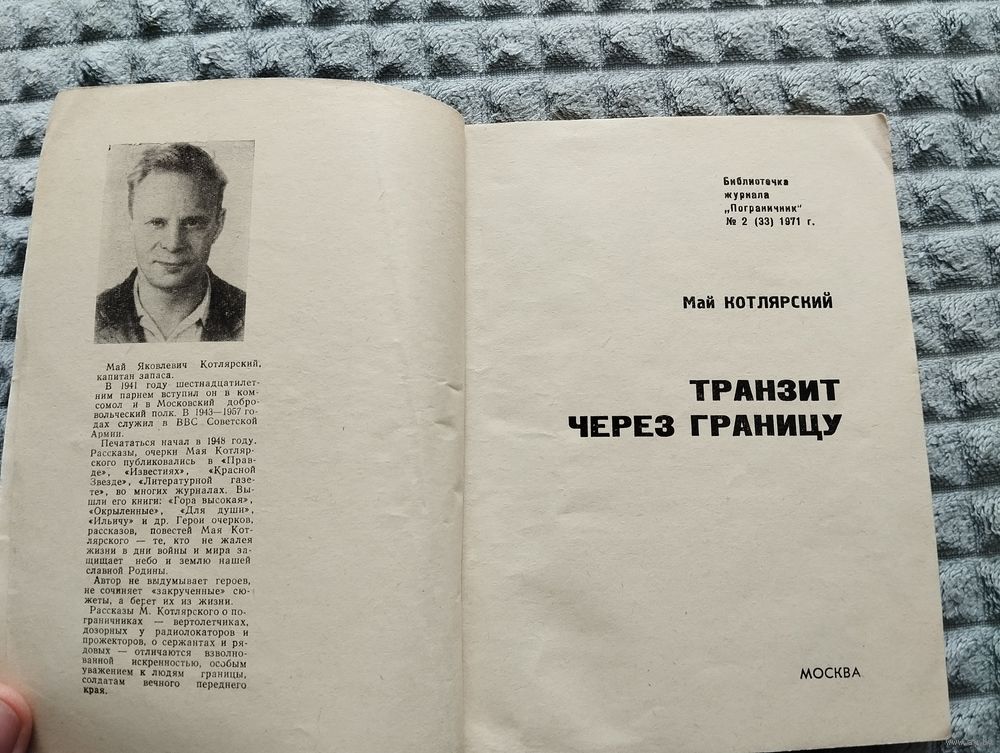 Май Яковлевич Котлярский,
капитан запаса.
В 1941 году шестнадцатилет-
ним парнем вступил он в ком-
сомол и в Московский добро-
вольческий полк. В 1943—1957 го-
дах служил в ВВС Советской
Армии.
Печататься начал в 1948 году.
Рассказы, очерки Мая Котляр-
ского публиковались в «Прав-
де», «Известиях», «Красной
Звезде», «Литературной газе-
те», во многих журналах. Вы-
шли его книги: «Гора высокая»,
«Окрыленные», «Для души»,
«Ильичу» и др. Герои очерков,
рассказов, повестей Мая Кот-
лярского — те, кто не жалея
жизни в дни войны и мира за-
щищает небо и землю нашей
славной Родины.
Автор не выдумывает героев,
не сочиняет «закрученные» сю-
жеты, а берет их из жизни.
Рассказы М. Котлярского о по-
граничниках — вертолетчиках,
дозорных у радиолокаторов и
прожекторов, о сержантах и ря-
довых — отличаются взволно-
ванной искренностью, особым
уважением к людям границы,
солдатам вечного переднего
края.
Библиотечка
журнала
„Пограничник"
№ 2 (33) 1971 г.
Май КОТЛЯРСКИЙ
ТРАНЗИТ
ЧЕРЕЗ ГРАНИЦУ
МОСКВА